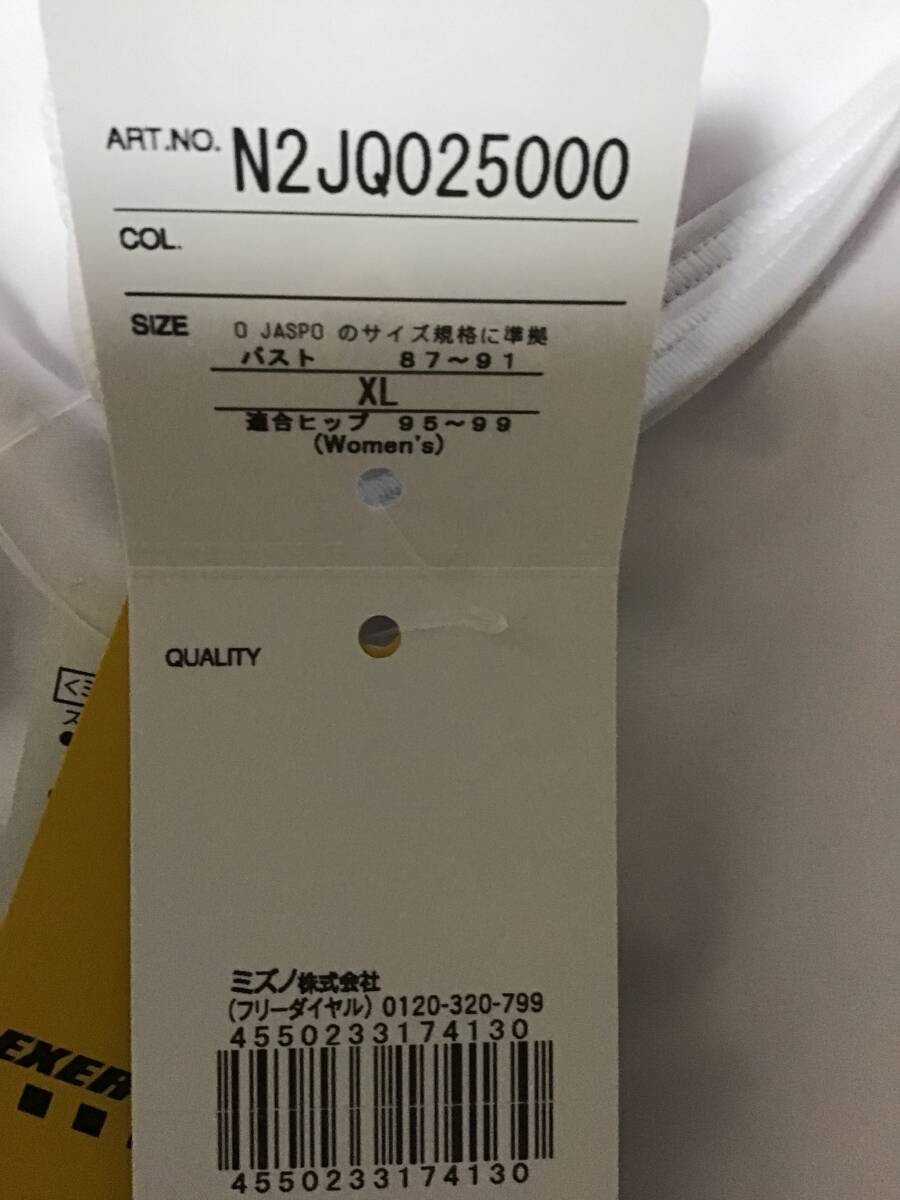 ART.NO. N2JQ025000
COL.
SIZE O JASPO のサイズ規格に準拠
バスト 87～91
XL
適合ヒップ 95～99
(Women's)
QUALITY
ミズノ株式会社
(フリーダイヤル) 0120-320-799
4550233174130
4550233174130
EXER